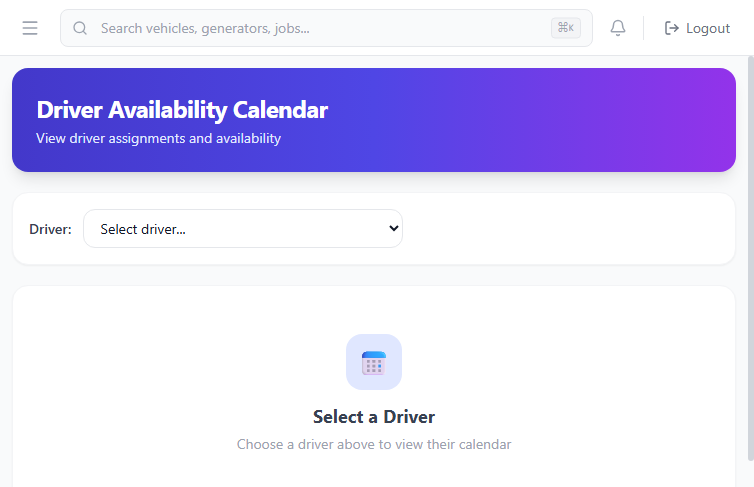 Search vehicles, generators, jobs...
⌘K
Logout
Driver Availability Calendar
View driver assignments and availability
Driver:
Select driver...
Select a Driver
Choose a driver above to view their calendar